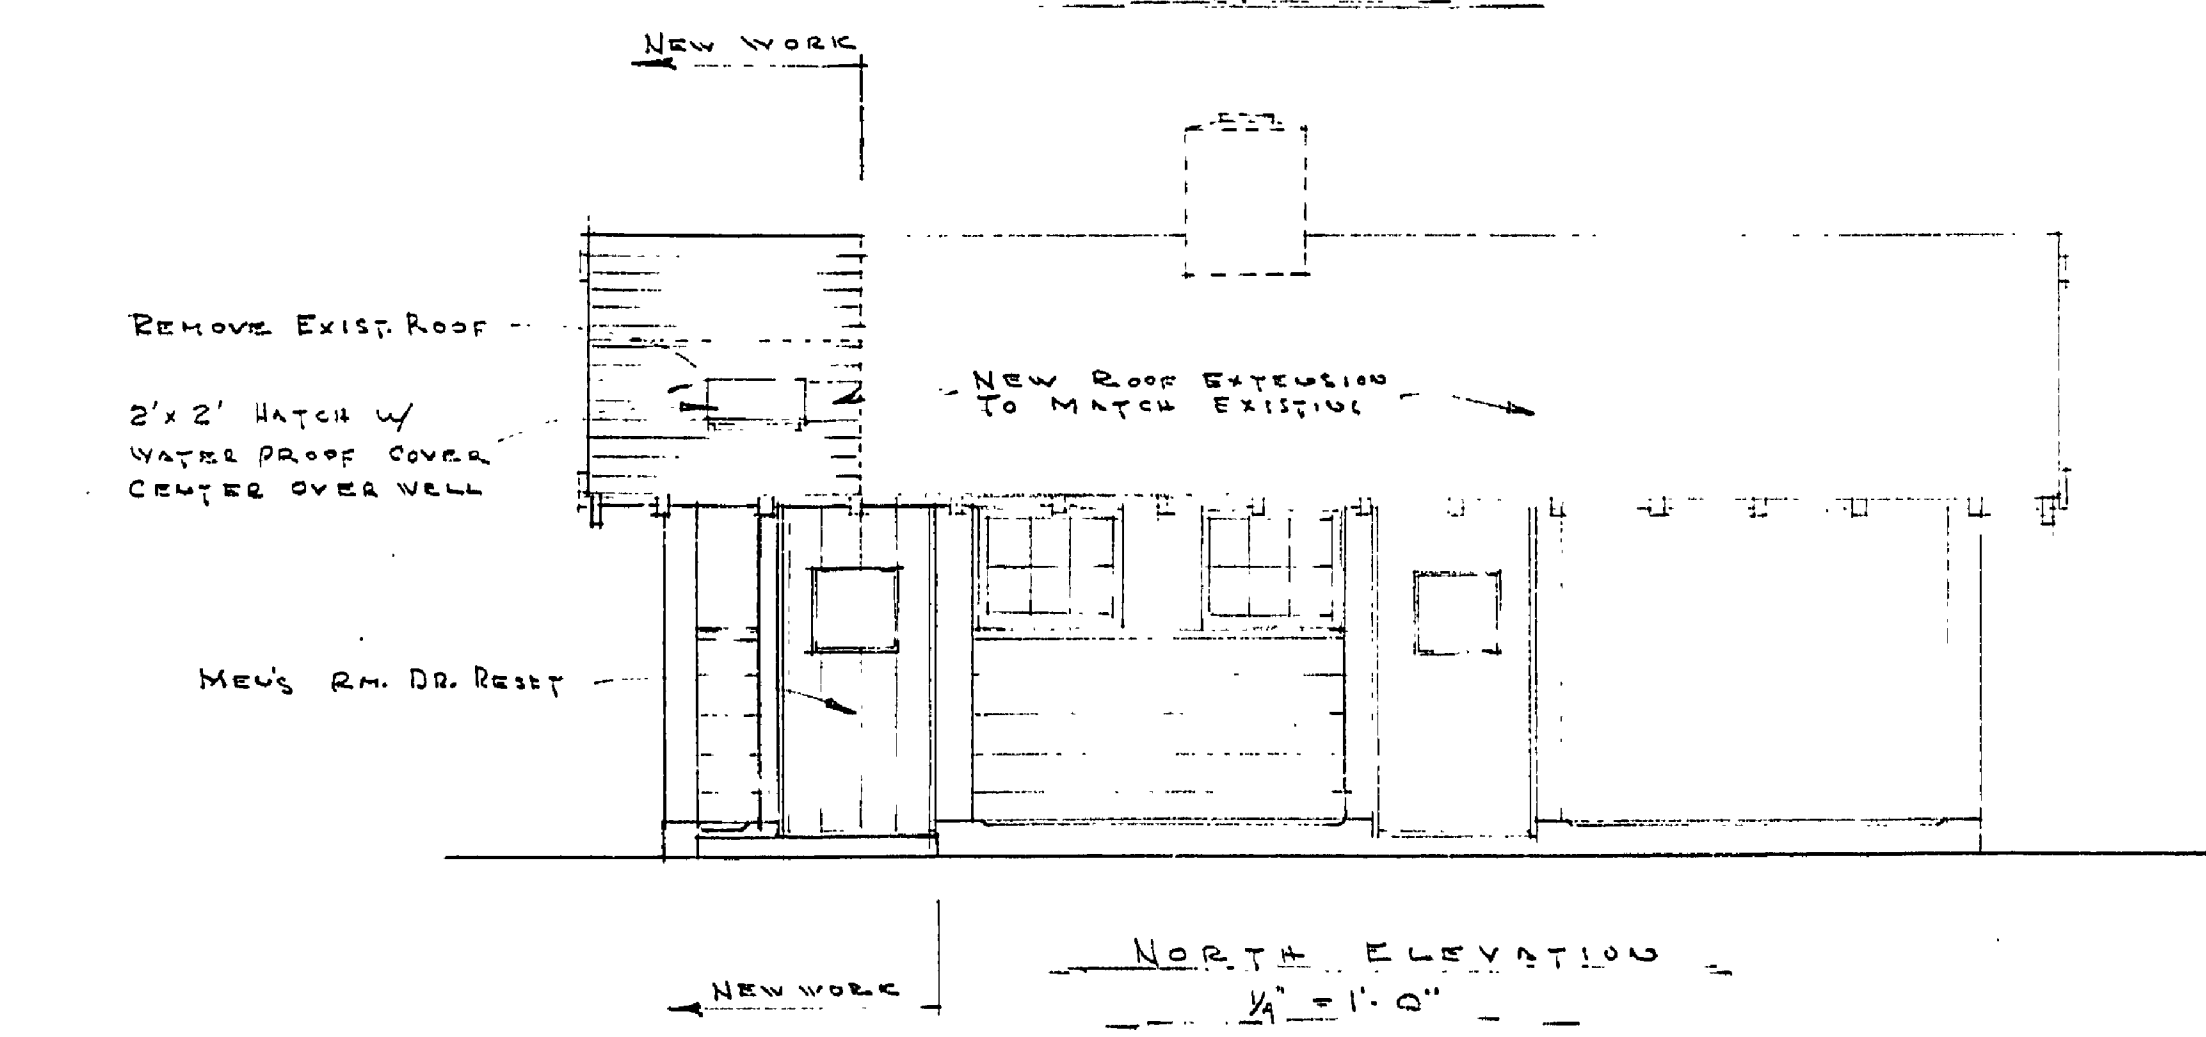 NEW WORK
REMOVE EXIST. ROOF
2' x 2' HATCH W/
WATER PROOF COVER
CENTER OVER WELL
NEW ROOF EXTENSION
TO MATCH EXISTING
MEN'S RM. DR. RESET
NEW WORK
NORTH ELEVATION
1/4" = 1'-0"